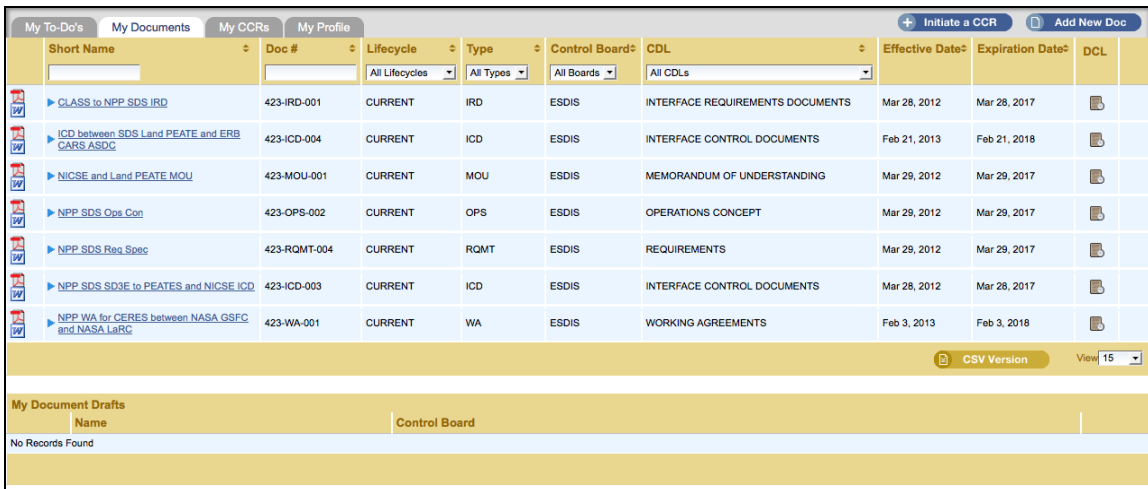 My To-Do's My Documents My CCRs My Profile Initiate a CCR Add New Doc
Short Name Doc # Lifecycle Type Control Board CDL Effective Date Expiration Date DCL
All Lifecycles All Types All Boards All CDLs
CLASS to NPP SDS IRD 423-IRD-001 CURRENT IRD ESDIS INTERFACE REQUIREMENTS DOCUMENTS Mar 28, 2012 Mar 28, 2017
ICD between SDS Land PEATE and ERB
CARS ASDC 423-ICD-004 CURRENT ICD ESDIS INTERFACE CONTROL DOCUMENTS Feb 21, 2013 Feb 21, 2018
NICSE and Land PEATE MOU 423-MOU-001 CURRENT MOU ESDIS MEMORANDUM OF UNDERSTANDING Mar 29, 2012 Mar 29, 2017
NPP SDS Ops Con 423-OPS-002 CURRENT OPS ESDIS OPERATIONS CONCEPT Mar 29, 2012 Mar 29, 2017
NPP SDS Req Spec 423-RQMT-004 CURRENT RQMT ESDIS REQUIREMENTS Mar 29, 2012 Mar 29, 2017
NPP SDS SD3E to PEATES and NICSE ICD 423-ICD-003 CURRENT ICD ESDIS INTERFACE CONTROL DOCUMENTS Mar 28, 2012 Mar 28, 2017
NPP WA for CERES between NASA GSFC
and NASA LaRC 423-WA-001 CURRENT WA ESDIS WORKING AGREEMENTS Feb 3, 2013 Feb 3, 2018
CSV Version View 15
My Document Drafts
Name Control Board
No Records Found